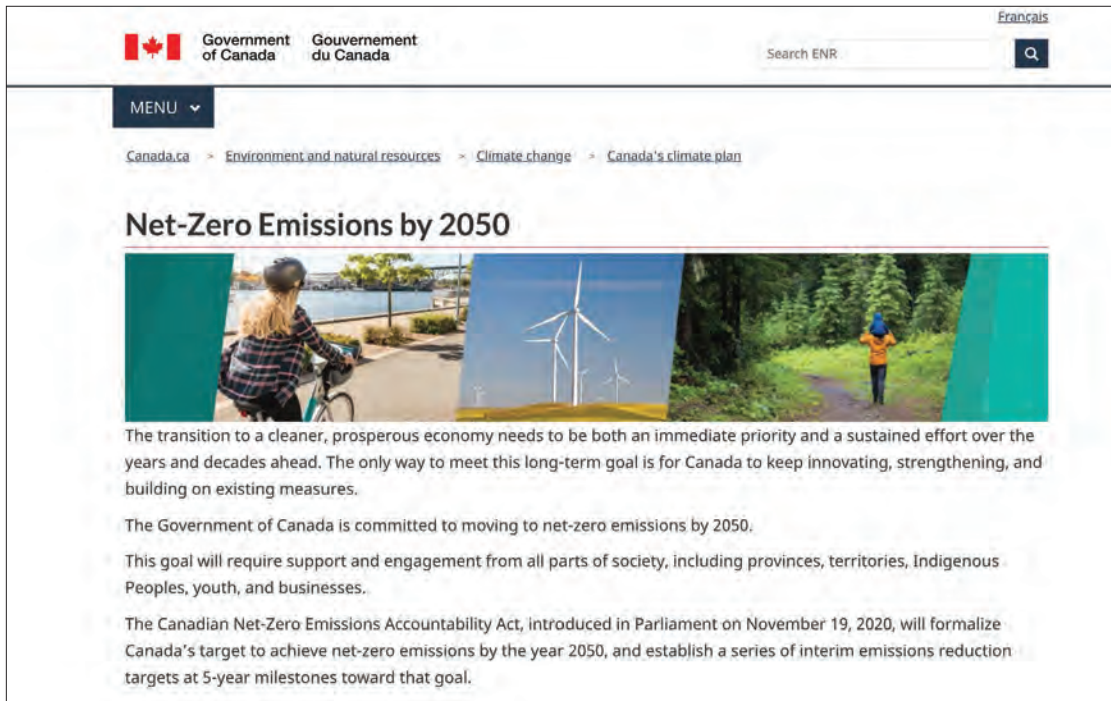 Français
Government
of Canada
Gouvernement
du Canada
Search ENR
MENU
Canada.ca > Environment and natural resources > Climate change > Canada's climate plan
Net-Zero Emissions by 2050
The transition to a cleaner, prosperous economy needs to be both an immediate priority and a sustained effort over the
years and decades ahead. The only way to meet this long-term goal is for Canada to keep innovating, strengthening, and
building on existing measures.
The Government of Canada is committed to moving to net-zero emissions by 2050.
This goal will require support and engagement from all parts of society, including provinces, territories, Indigenous
Peoples, youth, and businesses.
The Canadian Net-Zero Emissions Accountability Act, introduced in Parliament on November 19, 2020, will formalize
Canada's target to achieve net-zero emissions by the year 2050, and establish a series of interim emissions reduction
targets at 5-year milestones toward that goal.